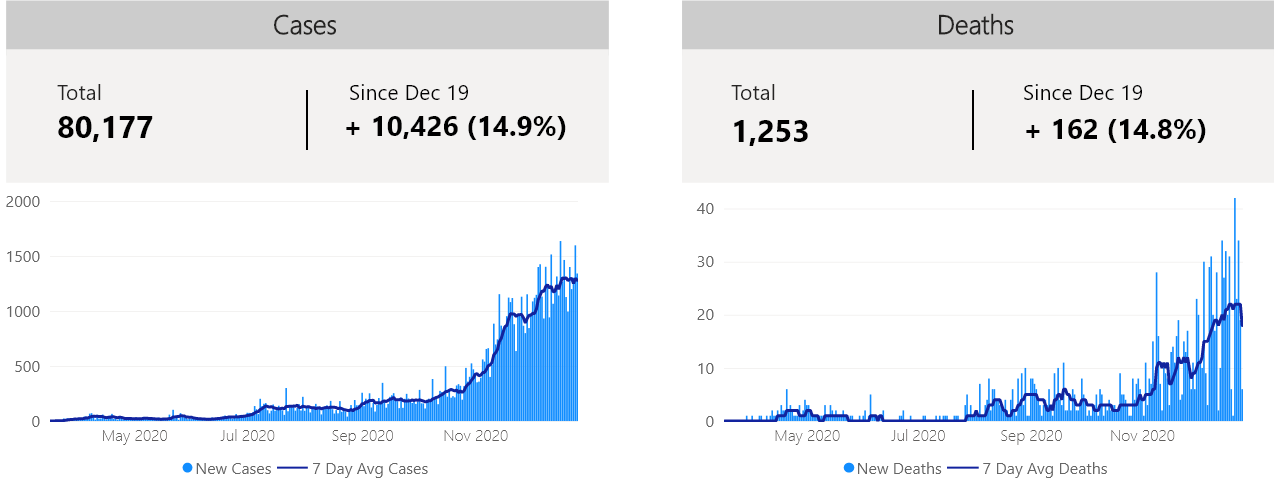 Cases
Total
80,177
Since Dec 19
+ 10,426 (14.9%)
2000
1500
1000
500
0
May 2020
Jul 2020
Sep 2020
Nov 2020
New Cases
7 Day Avg Cases
Deaths
Total
1,253
Since Dec 19
+ 162 (14.8%)
40
30
20
10
0
May 2020
Jul 2020
Sep 2020
Nov 2020
New Deaths
7 Day Avg Deaths